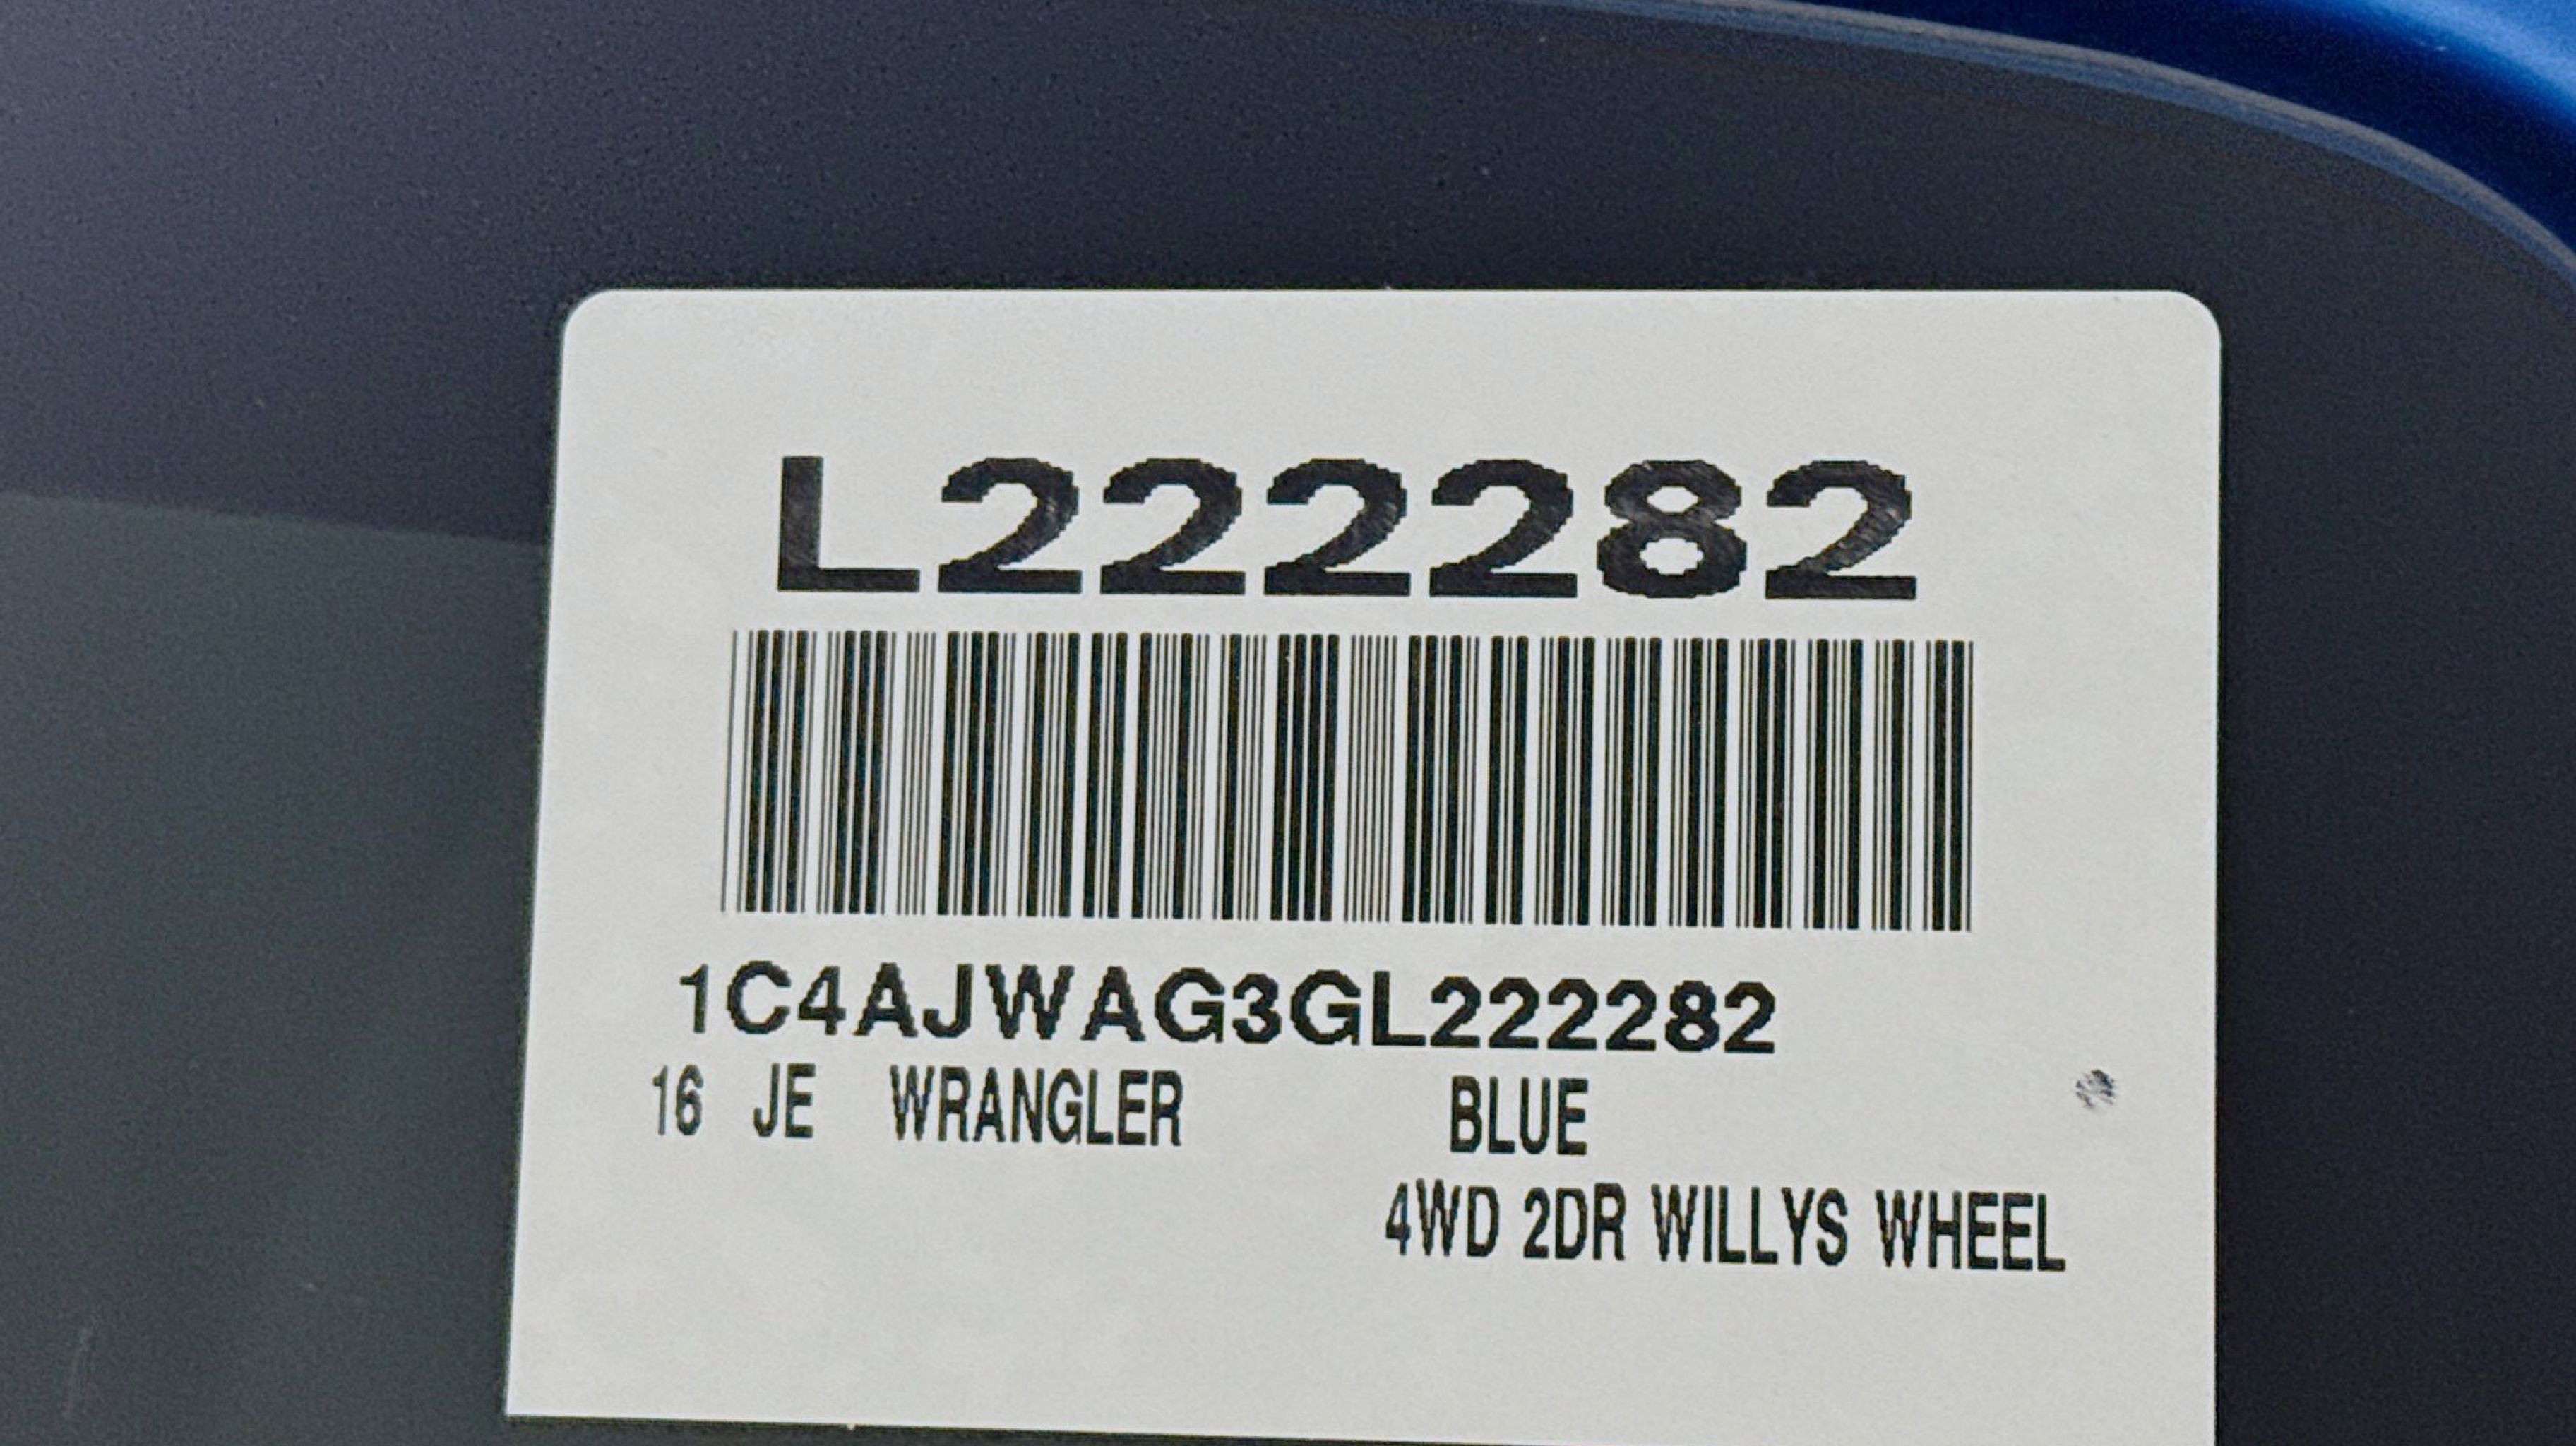 L222282
1C4AJWAG3GL222282
16 JE WRANGLER BLUE
4WD 2DR WILLYS WHEEL